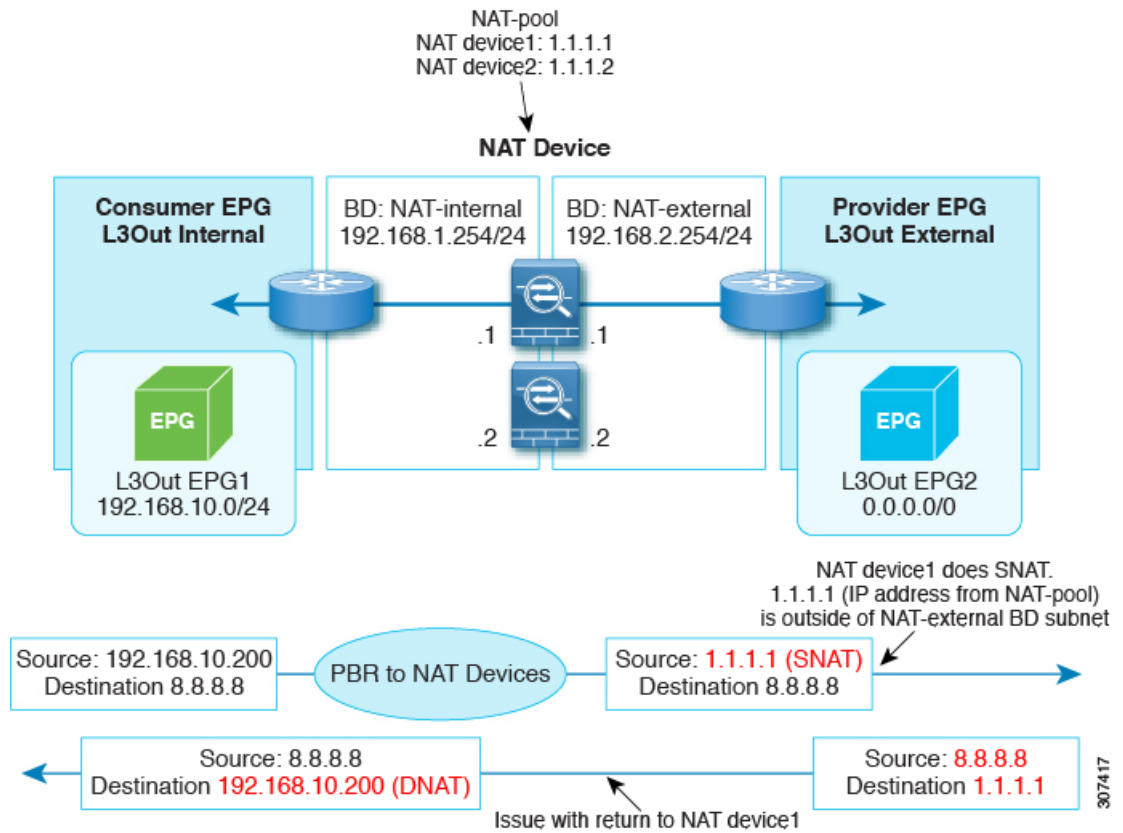 NAT-pool
NAT device1: 1.1.1.1
NAT device2: 1.1.1.2
NAT Device
Consumer EPG
L3Out Internal
BD: NAT-internal
192.168.1.254/24
BD: NAT-external
192.168.2.254/24
Provider EPG
L3Out External
.1
.1
.2
.2
EPG
L3Out EPG1
192.168.10.0/24
EPG
L3Out EPG2
0.0.0.0/0
NAT device1 does SNAT.
1.1.1.1 (IP address from NAT-pool)
is outside of NAT-external BD subnet
Source: 192.168.10.200
Destination 8.8.8.8
PBR to NAT Devices
Source: 1.1.1.1 (SNAT)
Destination 8.8.8.8
Source: 8.8.8.8
Destination 192.168.10.200 (DNAT)
Source: 8.8.8.8
Destination 1.1.1.1
Issue with return to NAT device1
307417